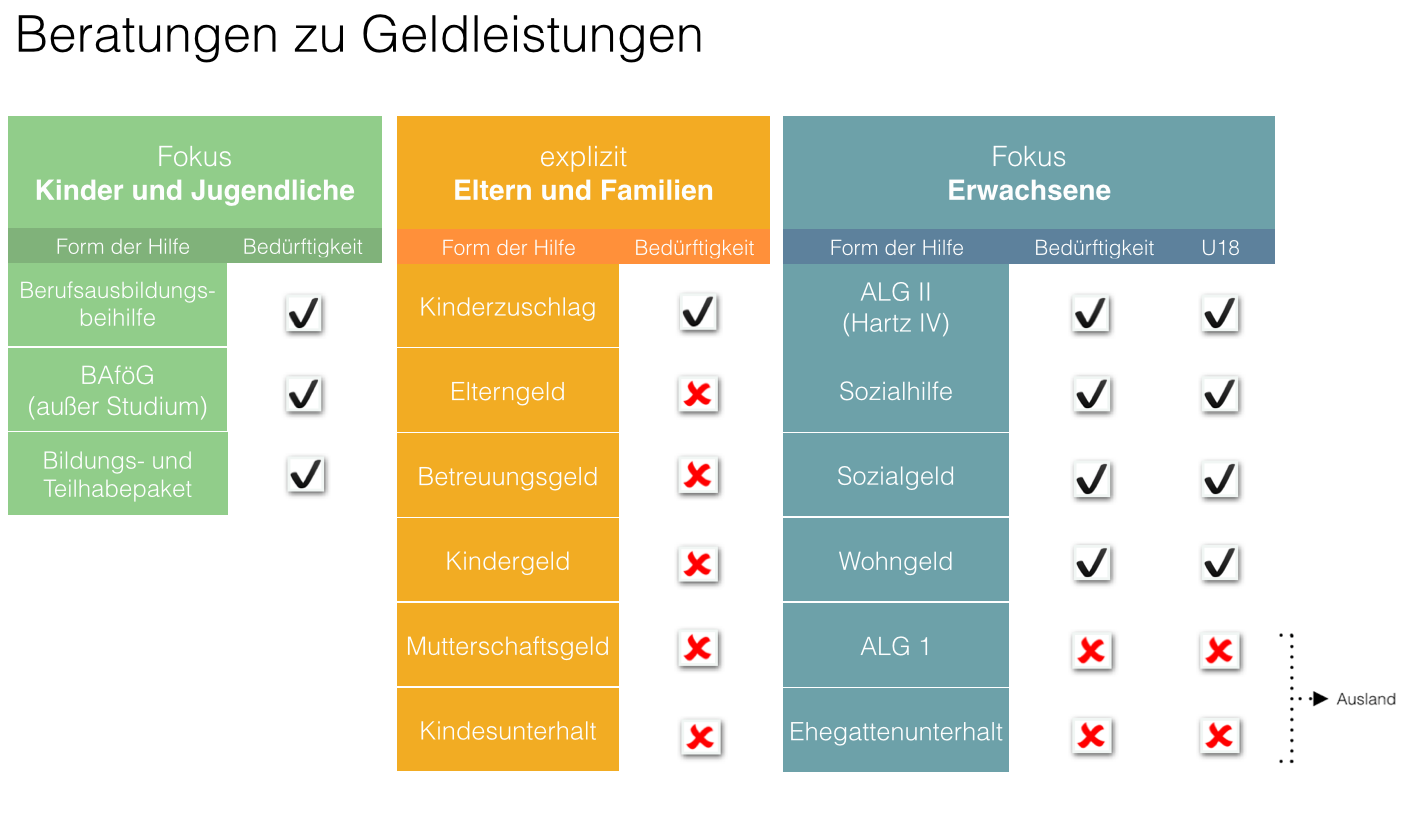 Beratungen zu Geldleistungen
Fokus
Kinder und Jugendliche
Form der Hilfe Bedürftigkeit
Berufsausbildungs-
beihilfe
BAföG
(außer Studium)
Bildungs- und
Teilhabepaket
explizit
Eltern und Familien
Form der Hilfe Bedürftigkeit
Kinderzuschlag
Elterngeld
Betreuungsgeld
Kindergeld
Mutterschaftsgeld
Kindesunterhalt
Fokus
Erwachsene
Form der Hilfe Bedürftigkeit U18
ALG II
(Hartz IV)
Sozialhilfe
Sozialgeld
Wohngeld
ALG 1
Ehegattenunterhalt
Ausland